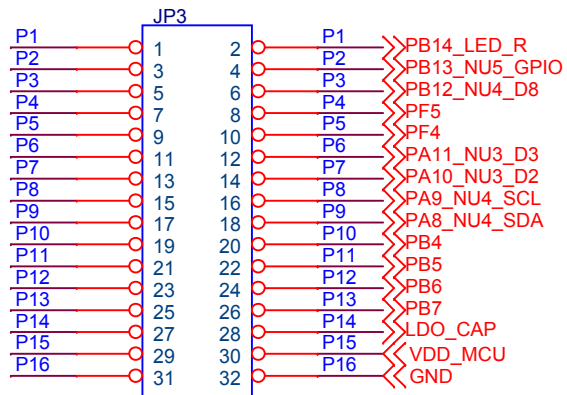 JP3
P1 1 2 P1 PB14_LED_R
P2 3 4 P2 PB13_NU5_GPIO
P3 5 6 P3 PB12_NU4_D8
P4 7 8 P4 PF5
P5 9 10 P5 PF4
P6 11 12 P6 PA11_NU3_D3
P7 13 14 P7 PA10_NU3_D2
P8 15 16 P8 PA9_NU4_SCL
P9 17 18 P9 PA8_NU4_SDA
P10 19 20 P10 PB4
P11 21 22 P11 PB5
P12 23 24 P12 PB6
P13 25 26 P13 PB7
P14 27 28 P14 LDO_CAP
P15 29 30 P15 VDD_MCU
P16 31 32 P16 GND